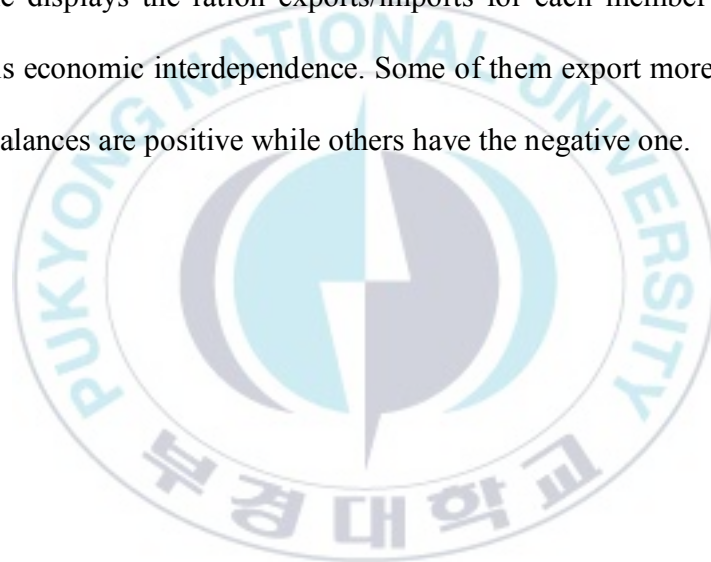 displays the ration exports/imports for each member
is economic interdependence. Some of them export more
alances are positive while others have the negative one.
PUKYONG NATIONAL UNIVERSITY
부경대학교